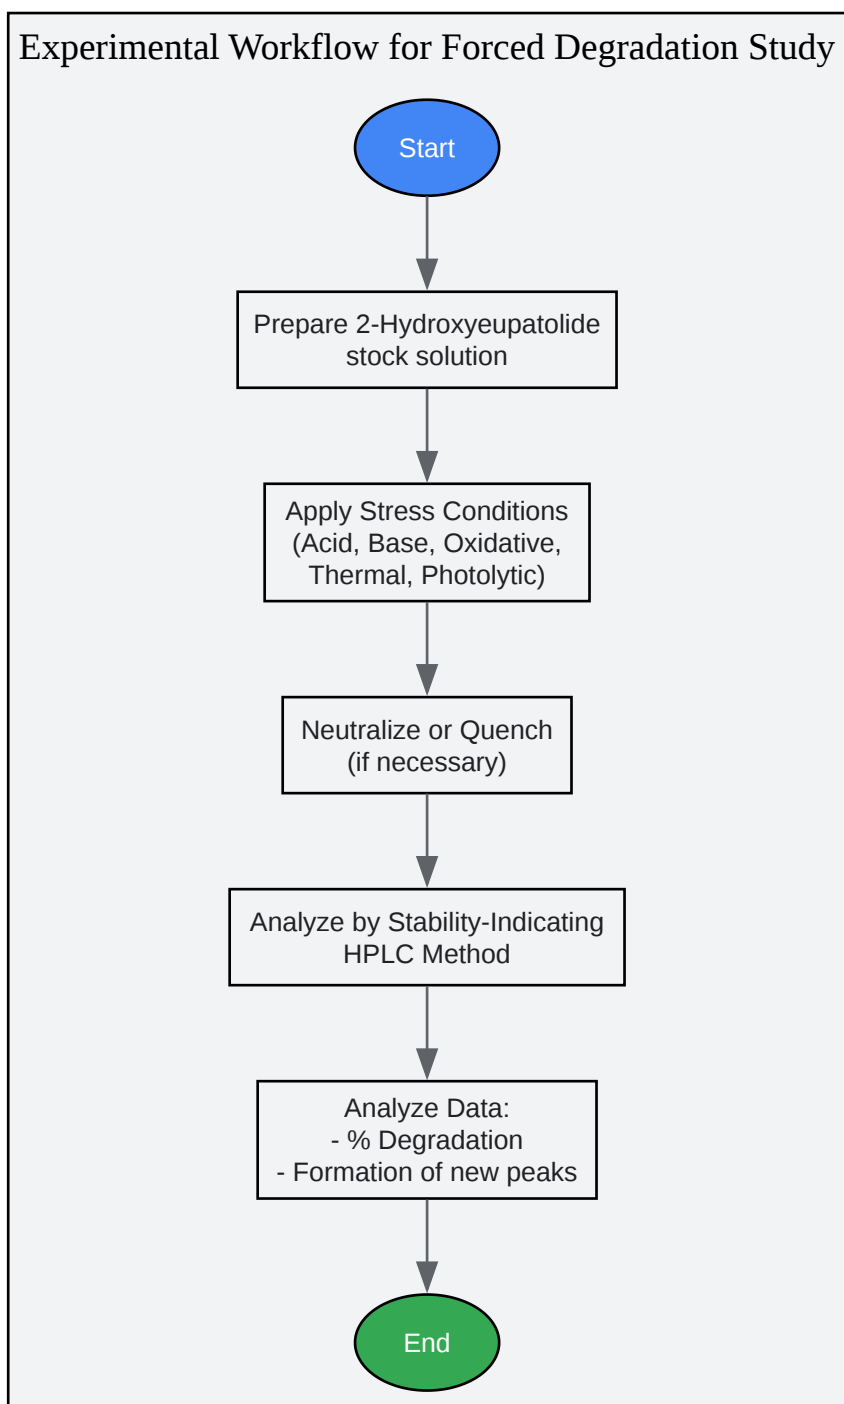 Experimental Workflow for Forced Degradation Study
Start
Prepare 2-Hydroxyeupatolide
stock solution
Apply Stress Conditions
(Acid, Base, Oxidative,
Thermal, Photolytic)
Neutralize or Quench
(if necessary)
Analyze by Stability-Indicating
HPLC Method
Analyze Data:
- % Degradation
- Formation of new peaks
End